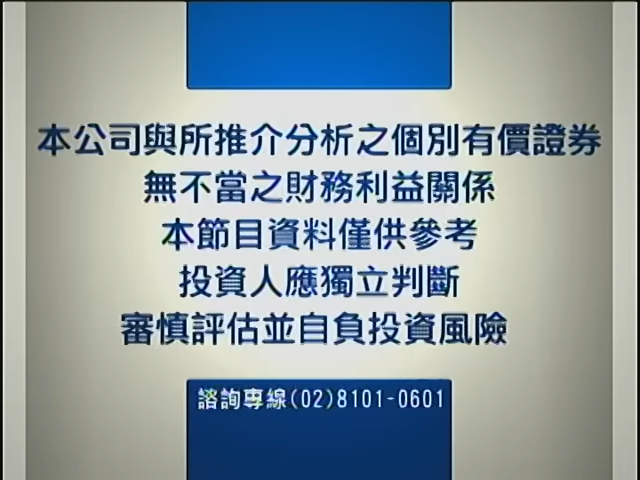 本公司與所推介分析之個別有價證券
無不當之財務利益關係
本節目資料僅供參考
投資人應獨立判斷
審慎評估並自負投資風險
諮詢專線(02)8101-0601